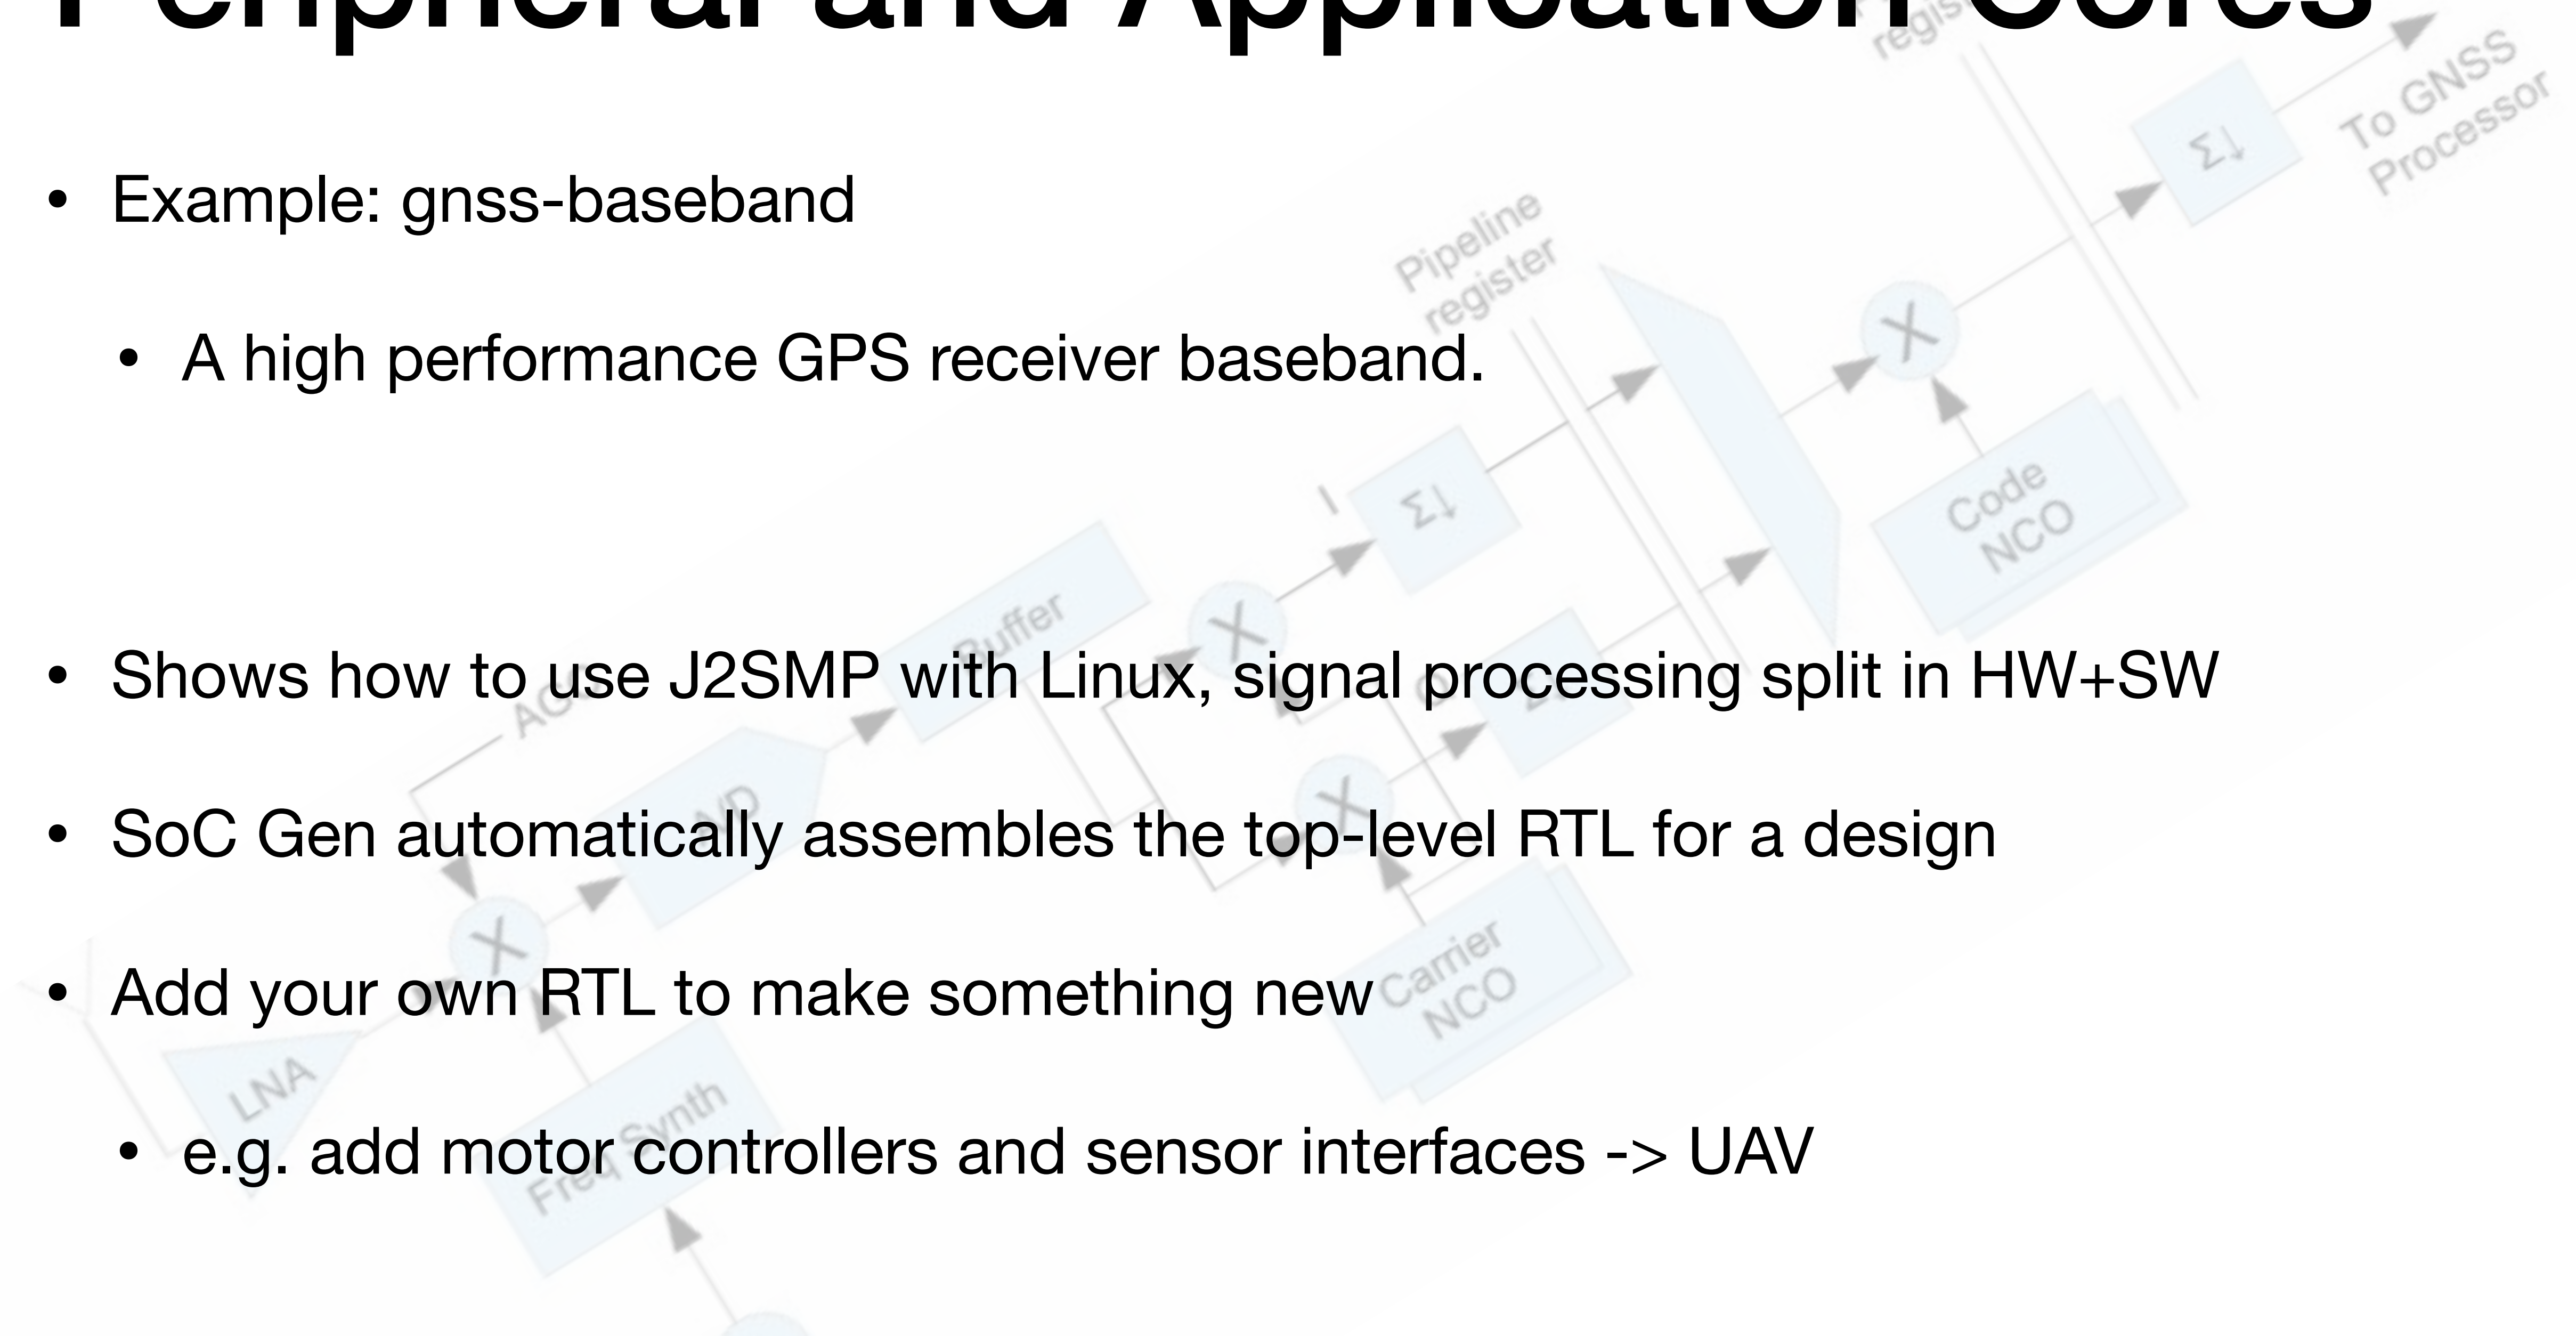 Peripheral and Application Cores
• Example: gnss-baseband
• A high performance GPS receiver baseband.
• Shows how to use J2SMP with Linux, signal processing split in HW+SW
• SoC Gen automatically assembles the top-level RTL for a design
• Add your own RTL to make something new
• e.g. add motor controllers and sensor interfaces -> UAV
register
To GNSS
Processor
Σ↓
Pipeline
register
X
Code
NCO
I
Σ↓
Buffer
X
X
A/D
X
Carrier
NCO
LNA
Freq Synth